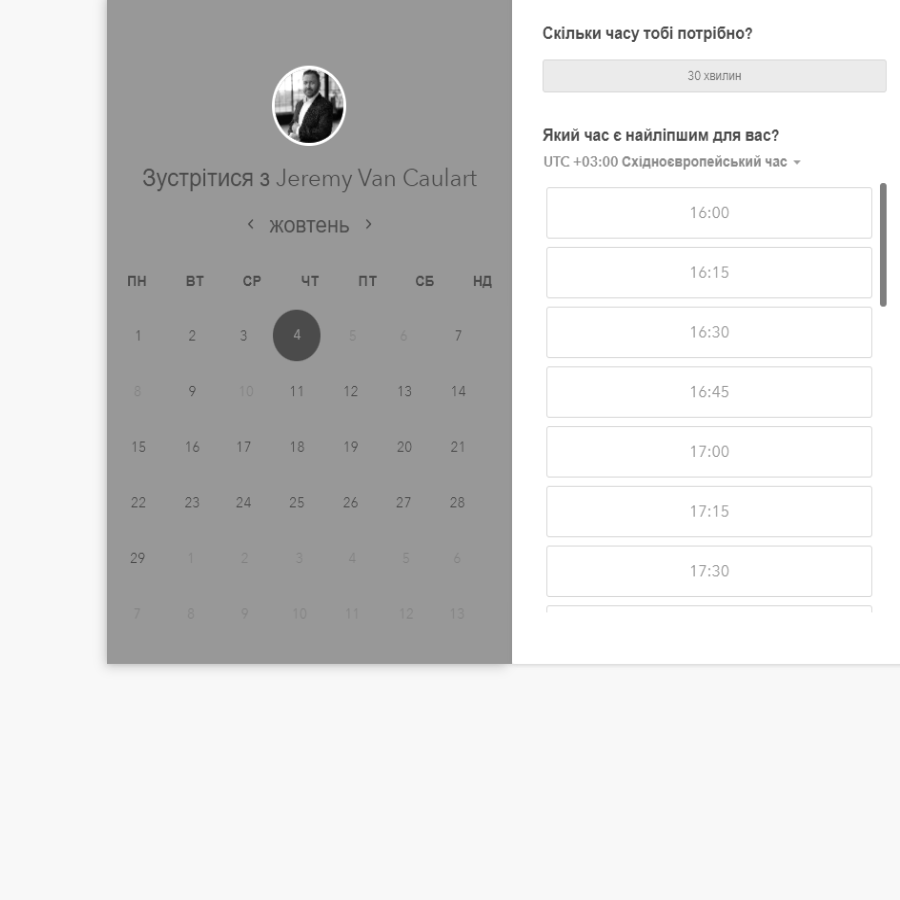 Зустрітися з Jeremy Van Caulart
жовтень
ПН ВТ СР ЧТ ПТ СБ НД
1 2 3 4 5 6 7
8 9 10 11 12 13 14
15 16 17 18 19 20 21
22 23 24 25 26 27 28
29 1 2 3 4 5 6
7 8 9 10 11 12 13
Скільки часу тобі потрібно?
30 хвилин
Який час є найліпшим для вас?
UTC +03:00 Східноєвропейський час
16:00
16:15
16:30
16:45
17:00
17:15
17:30